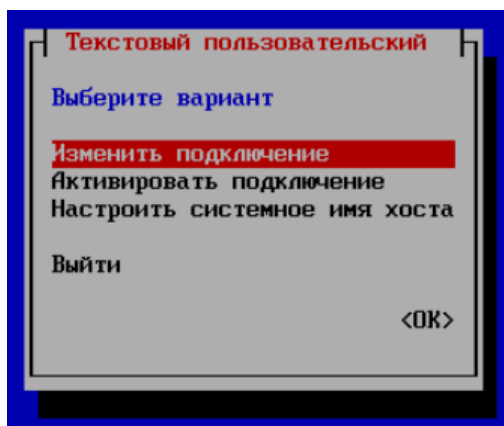 Текстовый пользовательский
Выберите вариант
Изменить подключение
Активировать подключение
Настроить системное имя хоста
Выйти
<OK>